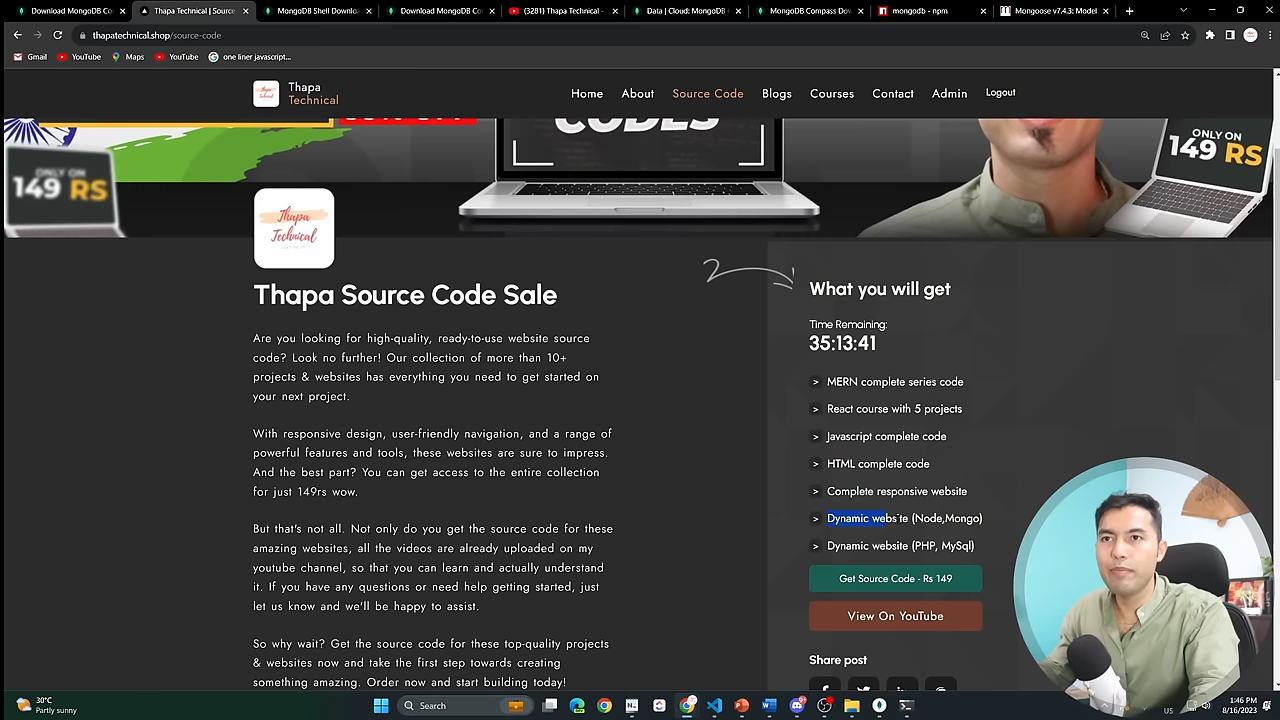 Download MongoDB Co
Thapa Technical | Source
MongoDB Shell Downloa
Download MongoDB Co
(3281) Thapa Technical -
Data | Cloud: MongoDB C
MongoDB Compass Dow
mongodb - npm
Mongoose v7.4.3: Model
thapatechnical.shop/source-code
Gmail
YouTube
Maps
YouTube
one liner javascript...
Thapa
Technical
Home
About
Source Code
Blogs
Courses
Contact
Admin
Logout
CODES
ONLY ON
149 RS
ONLY ON
149 RS
Thapa
Technical
Thapa Source Code Sale
Are you looking for high-quality, ready-to-use website source
code? Look no further! Our collection of more than 10+
projects & websites has everything you need to get started on
your next project.
With responsive design, user-friendly navigation, and a range of
powerful features and tools, these websites are sure to impress.
And the best part? You can get access to the entire collection
for just 149rs wow.
But that's not all. Not only do you get the source code for these
amazing websites, all the videos are already uploaded on my
youtube channel, so that you can learn and actually understand
it. If you have any questions or need help getting started, just
let us know and we'll be happy to assist.
So why wait? Get the source code for these top-quality projects
& websites now and take the first step towards creating
something amazing. Order now and start building today!
What you will get
Time Remaining:
35:13:41
> MERN complete series code
> React course with 5 projects
> Javascript complete code
> HTML complete code
> Complete responsive website
> Dynamic website (Node,Mongo)
> Dynamic website (PHP, MySql)
Get Source Code - Rs 149
View On YouTube
Share post
30°C
Partly sunny
Search
US
1:46 PM
8/16/2023